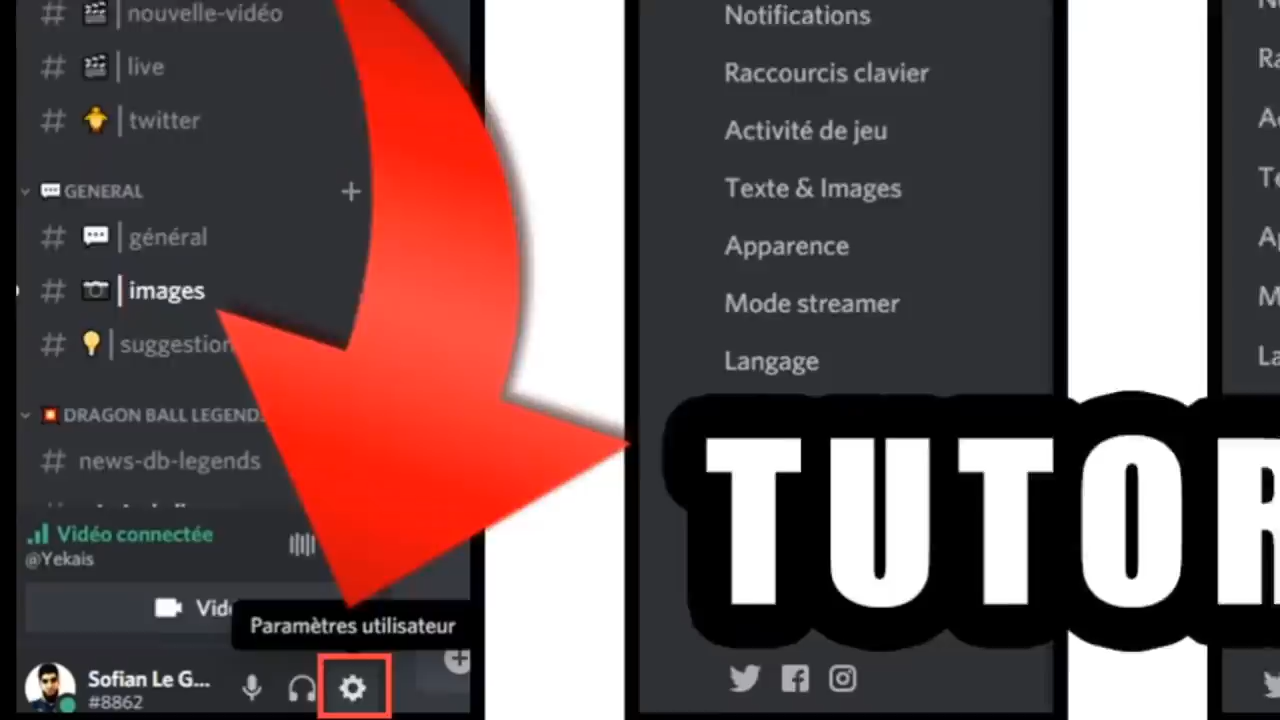 # | nouvelle-vidéo
# | live
# | twitter
GENERAL +
# | général
# | images
# | suggestion
DRAGON BALL LEGENDS
# news-db-legends
Vidéo connectée
@Yekais
Paramètres utilisateur
Sofian Le G...
#8862
Notifications
Raccourcis clavier
Activité de jeu
Texte & Images
Apparence
Mode streamer
Langage
TUTOR